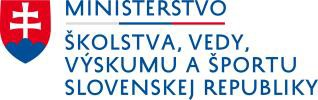 MINISTERSTVO
ŠKOLSTVA, VEDY,
VÝSKUMU A ŠPORTU
SLOVENSKEJ REPUBLIKY